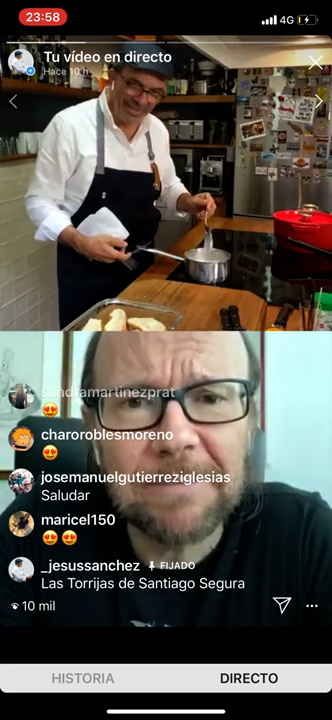 23:58
4G
Tu vídeo en directo
Hace 10 h
sandramartinezprat
😍
charoroblesmoreno
😍
josemanuelgutierreziglesias
Saludar
maricel150
😍😍
_jesussanchez FIJADO
Las Torrijas de Santiago Segura
10 mil
HISTORIA
DIRECTO